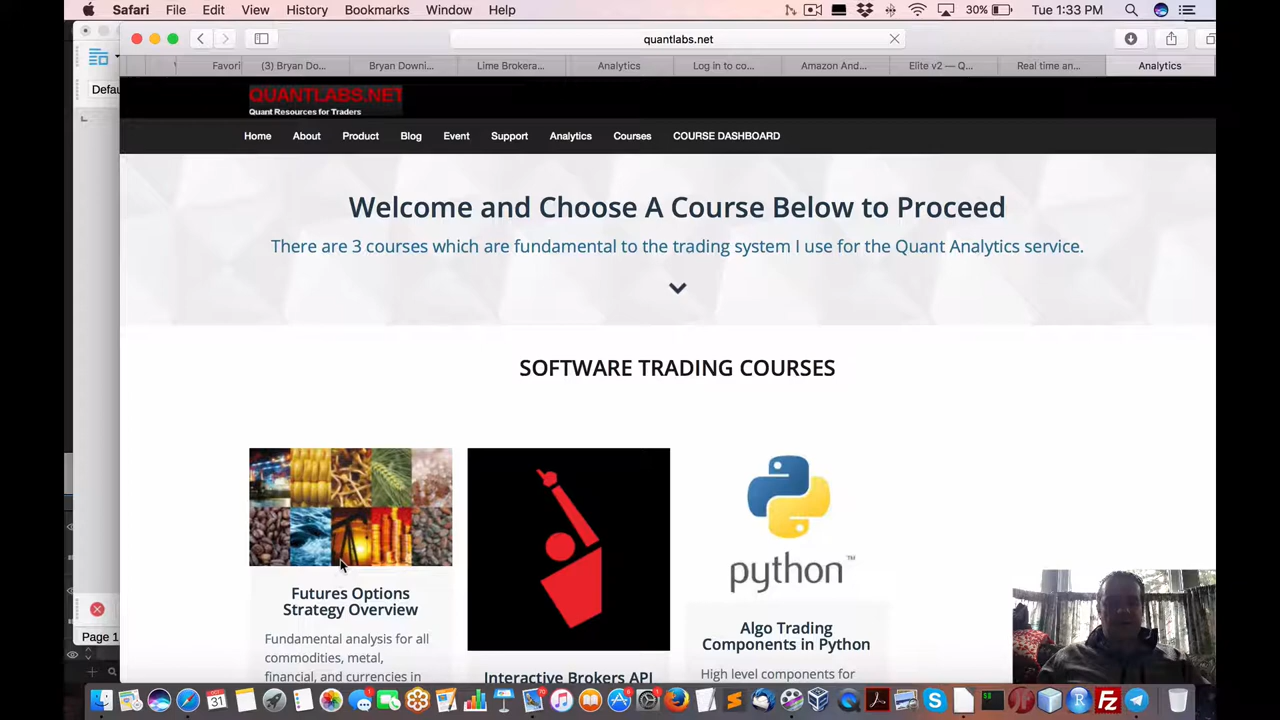 Safari File Edit View History Bookmarks Window Help 30% Tue 1:33 PM
quantlabs.net
Favori (3) Bryan Do... Bryan Downi... Lime Brokera... Analytics Log in to co... Amazon And... Elite v2 — Q... Real time an... Analytics
Defau
QUANTLABS.NET
Quant Resources for Traders
Home About Product Blog Event Support Analytics Courses COURSE DASHBOARD
Welcome and Choose A Course Below to Proceed
There are 3 courses which are fundamental to the trading system I use for the Quant Analytics service.
SOFTWARE TRADING COURSES
python™
Futures Options
Strategy Overview
Fundamental analysis for all
commodities, metal,
financial, and currencies in
Interactive Brokers API
Algo Trading
Components in Python
High level components for
Page 1
31